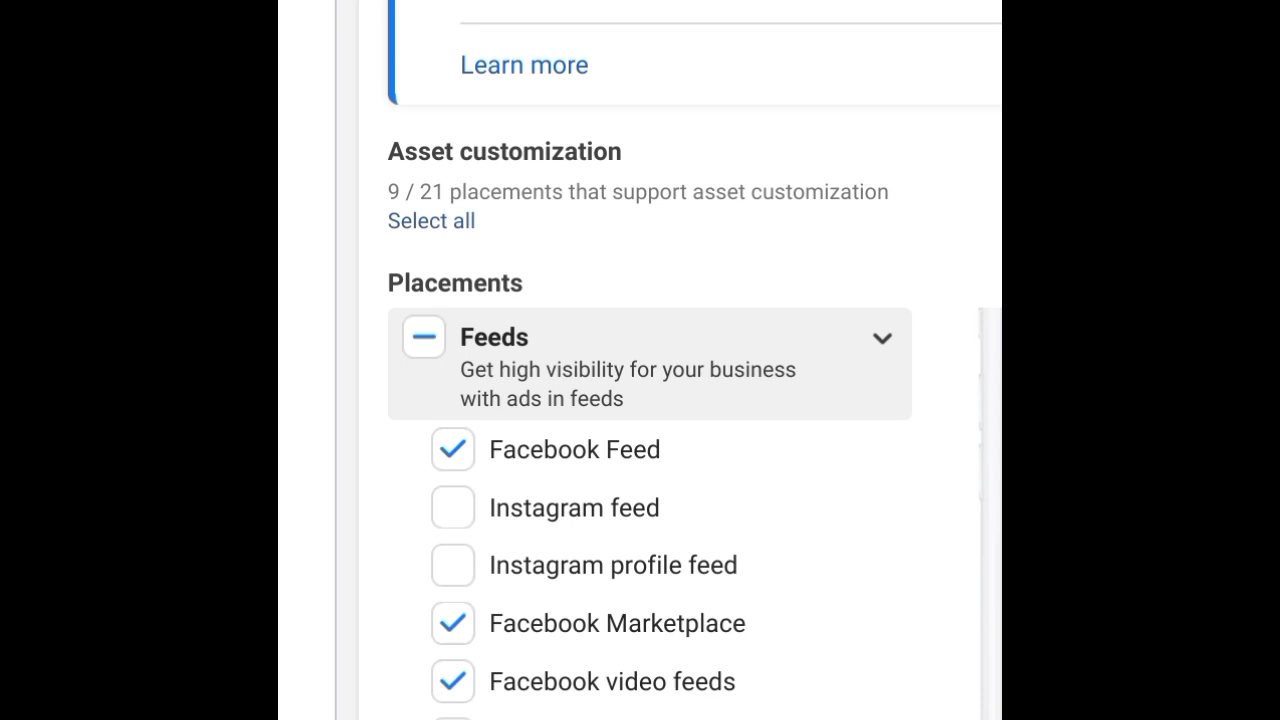 Learn more
Asset customization
9 / 21 placements that support asset customization
Select all
Placements
Feeds
Get high visibility for your business
with ads in feeds
Facebook Feed
Instagram feed
Instagram profile feed
Facebook Marketplace
Facebook video feeds